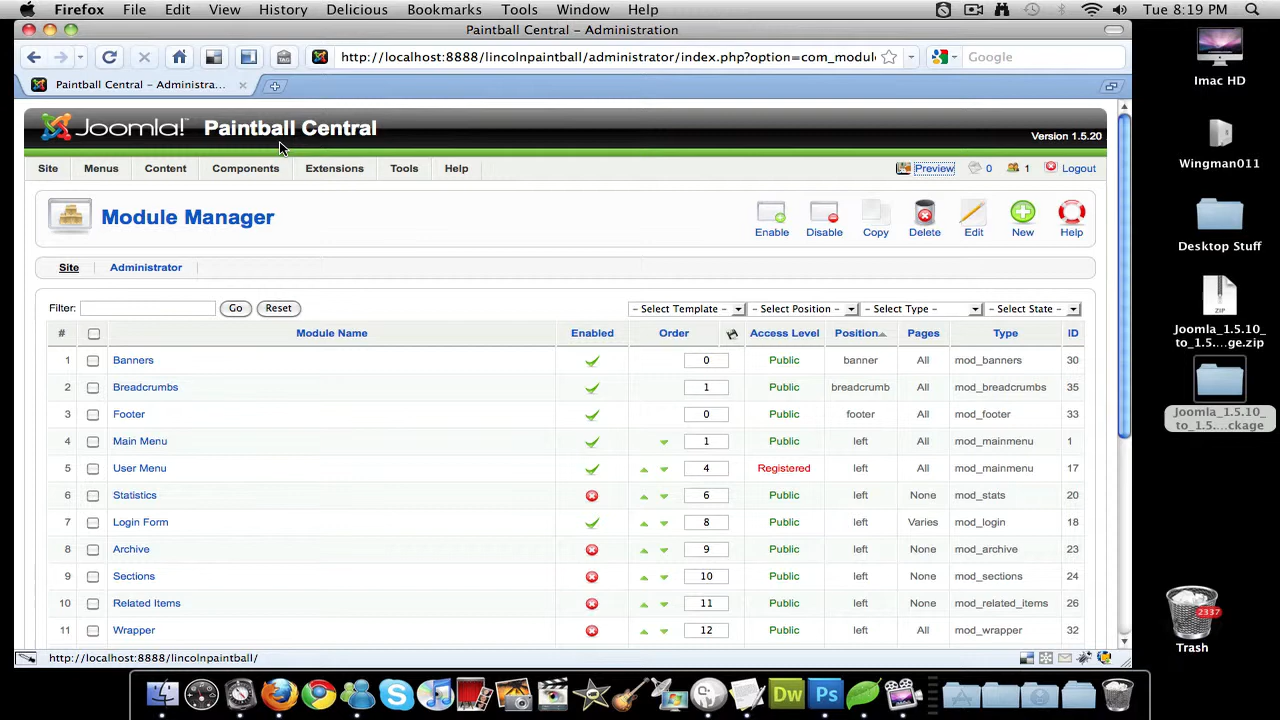 Firefox File Edit View History Delicious Bookmarks Tools Window Help Tue 8:19 PM
Paintball Central – Administration
http://localhost:8888/lincolnpaintball/administrator/index.php?option=com_modul Google
Paintball Central – Administra...
Joomla! Paintball Central Version 1.5.20
Site Menus Content Components Extensions Tools Help Preview 0 1 Logout
Module Manager Enable Disable Copy Delete Edit New Help
Site Administrator
Filter: Go Reset – Select Template – – Select Position – – Select Type – – Select State –
# Module Name Enabled Order Access Level Position Pages Type ID
1 Banners 0 Public banner All mod_banners 30
2 Breadcrumbs 1 Public breadcrumb All mod_breadcrumbs 35
3 Footer 0 Public footer All mod_footer 33
4 Main Menu 1 Public left All mod_mainmenu 1
5 User Menu 4 Registered left All mod_mainmenu 17
6 Statistics 6 Public left None mod_stats 20
7 Login Form 8 Public left Varies mod_login 18
8 Archive 9 Public left None mod_archive 23
9 Sections 10 Public left None mod_sections 24
10 Related Items 11 Public left None mod_related_items 26
11 Wrapper 12 Public left All mod_wrapper 32
http://localhost:8888/lincolnpaintball/
Imac HD
Wingman011
Desktop Stuff
ZIP
Joomla_1.5.10_
to_1.5....ge.zip
Joomla_1.5.10_
to_1.5....ckage
2337
Trash
Dw Ps